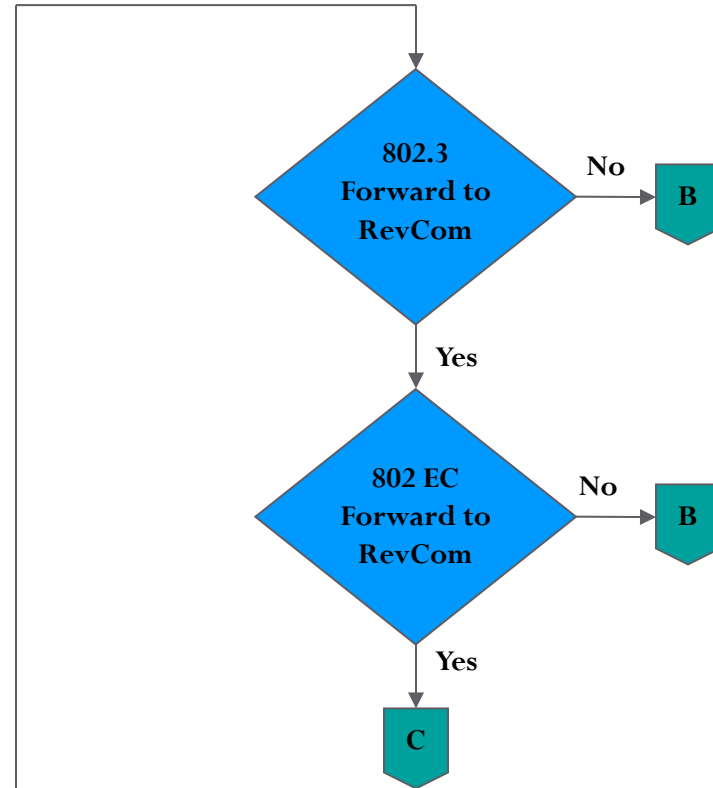 802.3
Forward to
RevCom
No
B
Yes
802 EC
Forward to
RevCom
No
B
Yes
C